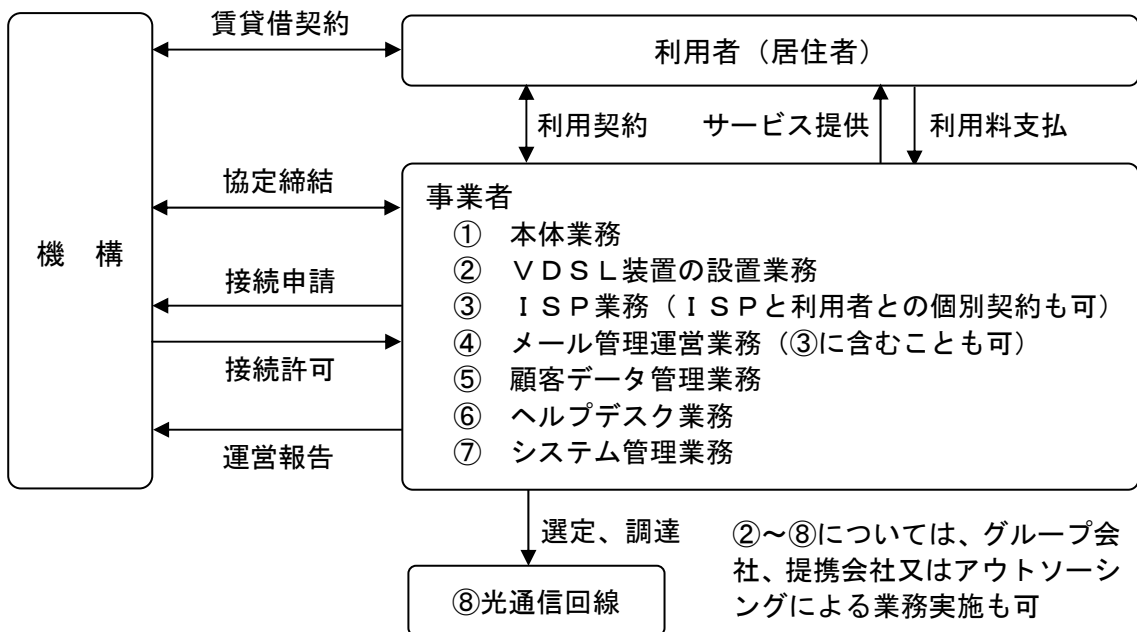 賃貸借契約
利用者（居住者）
利用契約
サービス提供
利用料支払
機　構
協定締結
接続申請
接続許可
運営報告
事業者
①　本体業務
②　ＶＤＳＬ装置の設置業務
③　ＩＳＰ業務（ＩＳＰと利用者との個別契約も可）
④　メール管理運営業務（③に含むことも可）
⑤　顧客データ管理業務
⑥　ヘルプデスク業務
⑦　システム管理業務
選定、調達
⑧光通信回線
②～⑧については、グループ会
社、提携会社又はアウトソーシ
ングによる業務実施も可